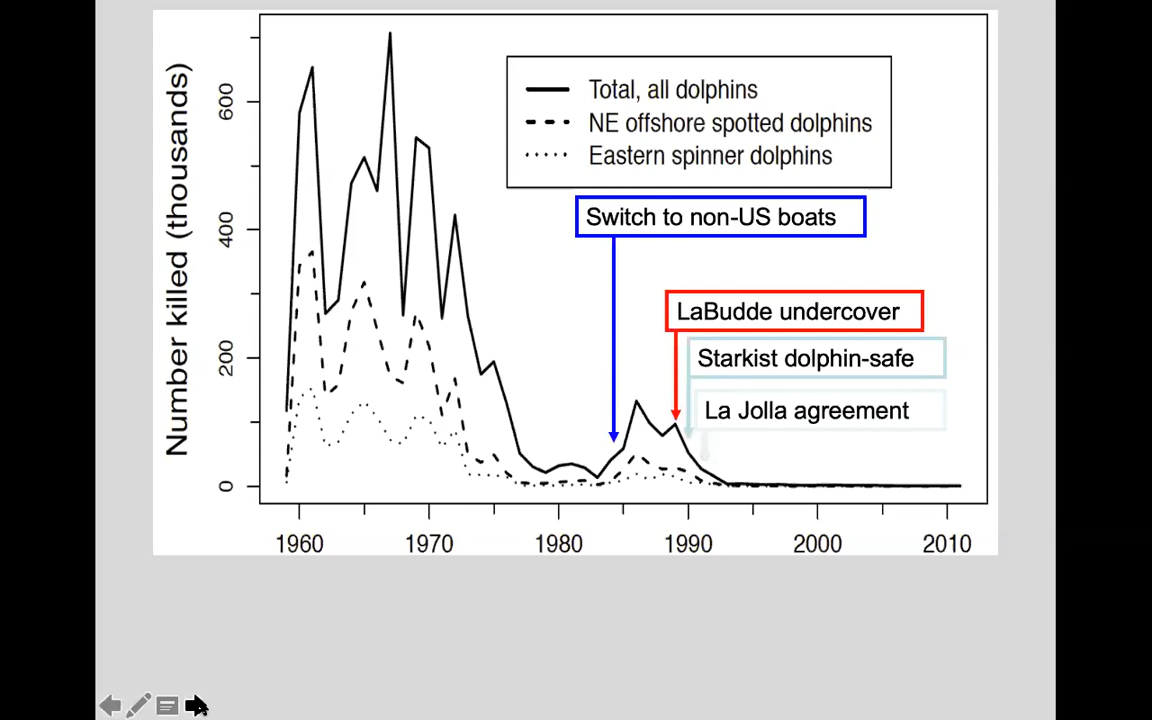 Number killed (thousands)
600
400
200
0
Total, all dolphins
NE offshore spotted dolphins
Eastern spinner dolphins
Switch to non-US boats
LaBudde undercover
Starkist dolphin-safe
La Jolla agreement
1960 1970 1980 1990 2000 2010